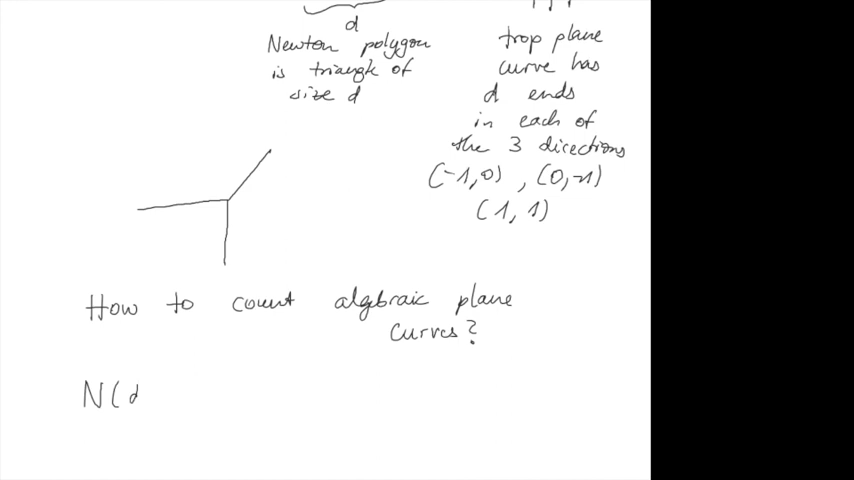 d
Newton polygon
is triangle of
size d
trop plane
curve has
d ends
in each of
the 3 directions
(-1,0) , (0,-1)
(1, 1)
How to count algebraic plane
curves?
N(d